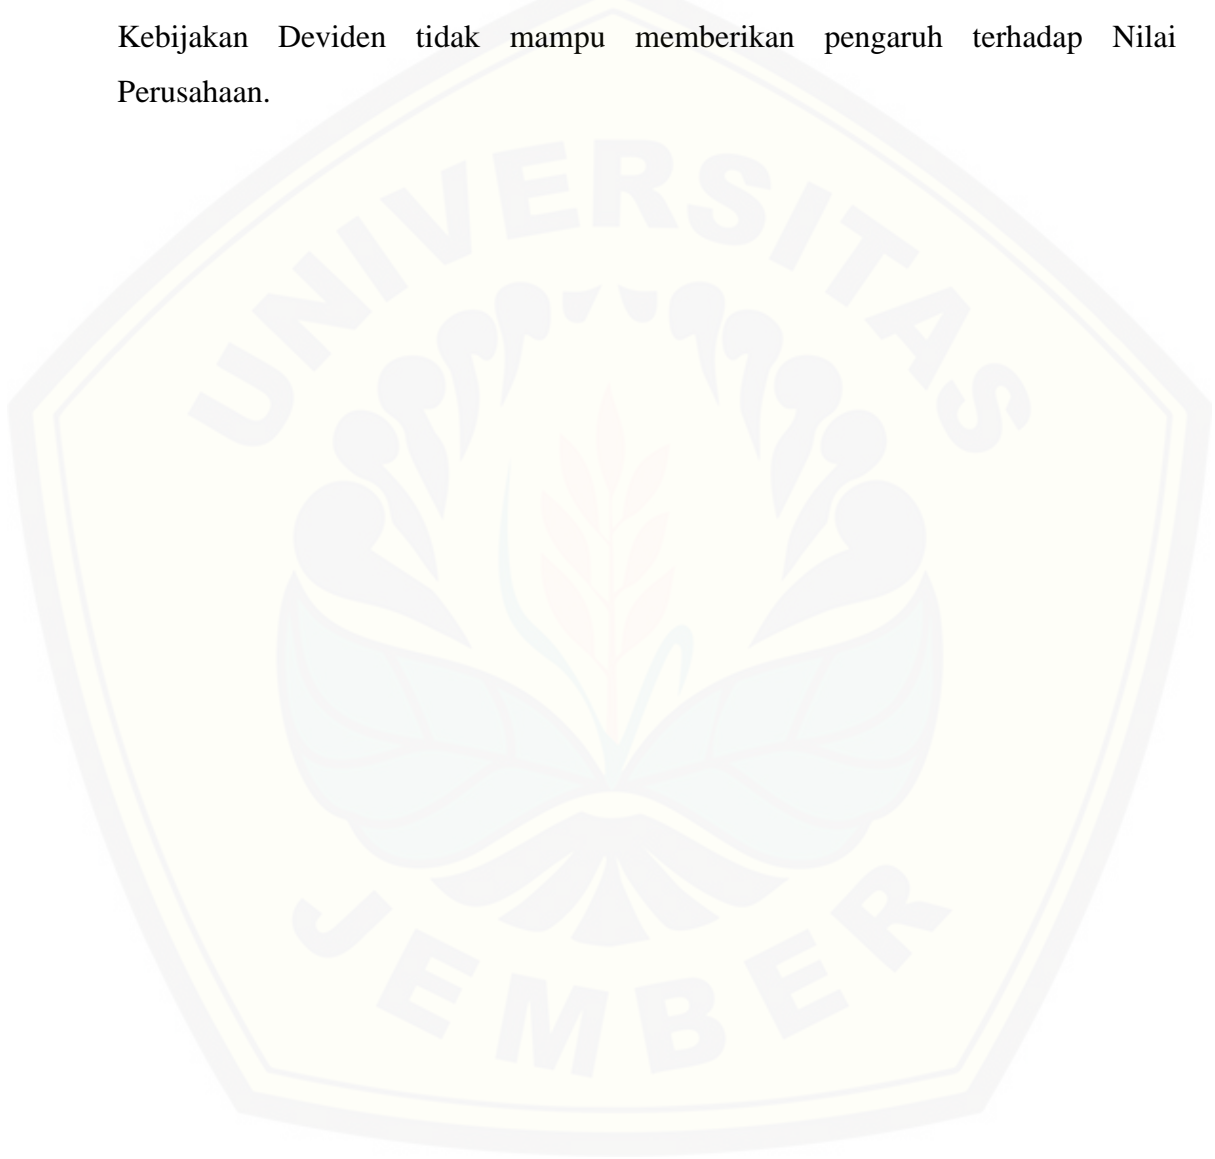 Kebijakan Deviden tidak mampu memberikan pengaruh terhadap Nilai
Perusahaan.
UNIVERSITAS
JEMBER